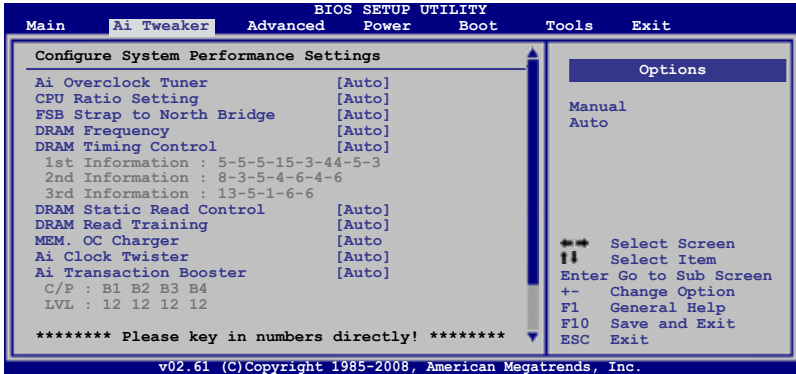 BIOS SETUP UTILITY
Main Ai Tweaker Advanced Power Boot Tools Exit
Configure System Performance Settings
Ai Overclock Tuner [Auto]
CPU Ratio Setting [Auto]
FSB Strap to North Bridge [Auto]
DRAM Frequency [Auto]
DRAM Timing Control [Auto]
1st Information : 5-5-5-15-3-44-5-3
2nd Information : 8-3-5-4-6-4-6
3rd Information : 13-5-1-6-6
DRAM Static Read Control [Auto]
DRAM Read Training [Auto]
MEM. OC Charger [Auto
Ai Clock Twister [Auto]
Ai Transaction Booster [Auto]
C/P : B1 B2 B3 B4
LVL : 12 12 12 12
******** Please key in numbers directly! ********
Options
Manual
Auto
Select Screen
Select Item
Enter Go to Sub Screen
+- Change Option
F1 General Help
F10 Save and Exit
ESC Exit
v02.61 (C)Copyright 1985-2008, American Megatrends, Inc.